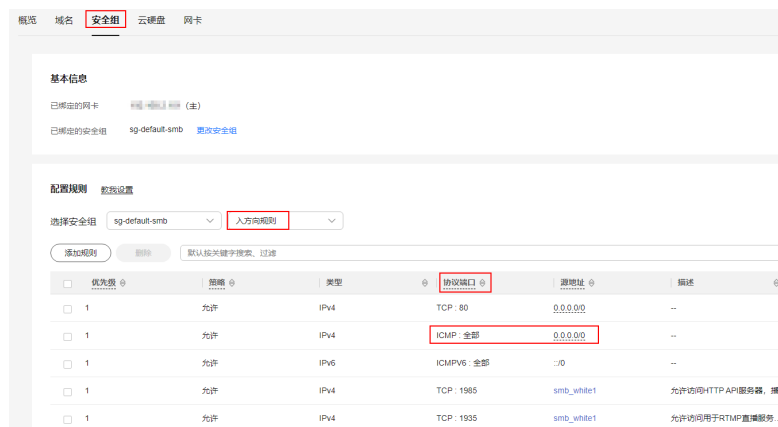 概览 域名 安全组 云硬盘 网卡
基本信息
已绑定的网卡 (主)
已绑定的安全组 sg-default-smb 更改安全组
配置规则 教我设置
选择安全组 sg-default-smb 入方向规则
添加规则 删除 默认按关键字搜索、过滤
优先级 策略 类型 协议端口 源地址 描述
1 允许 IPv4 TCP : 80 0.0.0.0/0 --
1 允许 IPv4 ICMP : 全部 0.0.0.0/0 --
1 允许 IPv6 ICMPV6 : 全部 ::/0 --
1 允许 IPv4 TCP : 1985 smb_white1 允许访问HTTP API服务器，
1 允许 IPv4 TCP : 1935 smb_white1 允许访问用于RTMP直播服务...